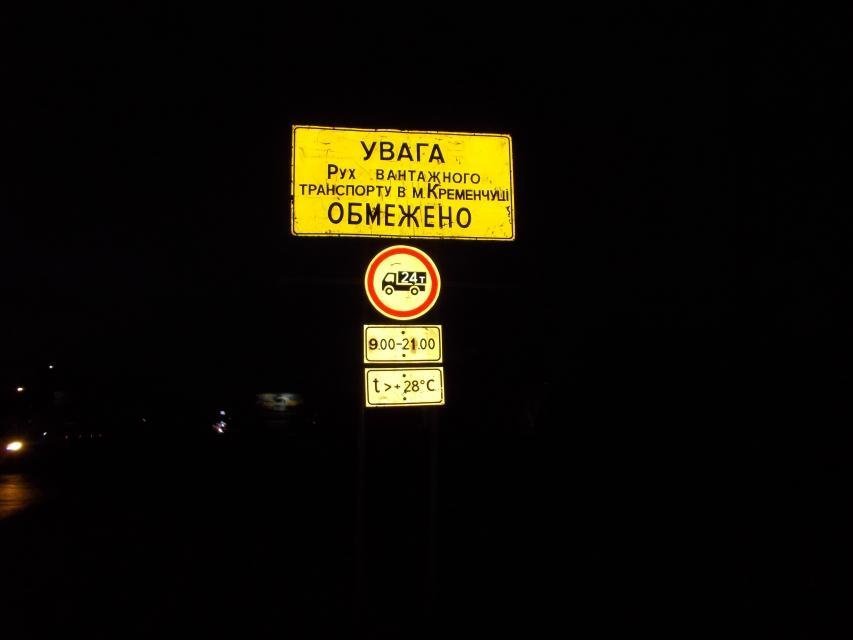 УВАГА
Рух вантажного
транспорту в м Кременчуці
ОБМЕЖЕНО
24т
9.00-21.00
t>+28°C